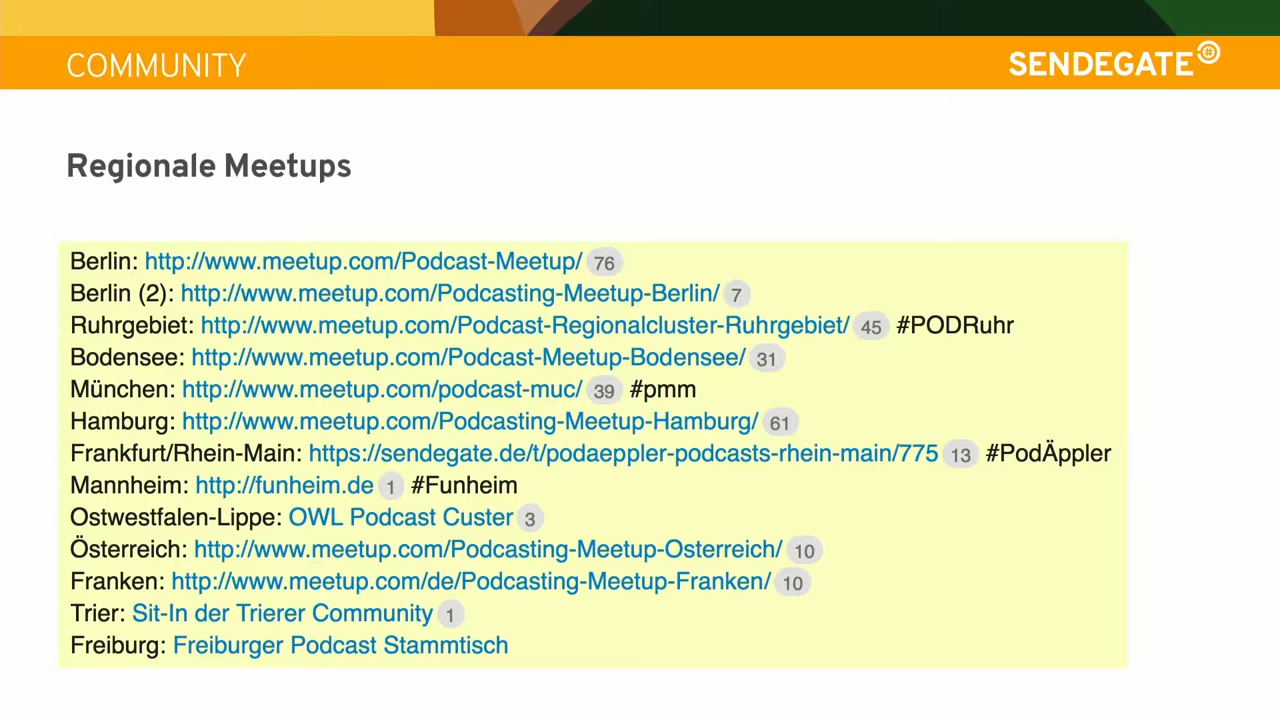 COMMUNITY
SENDEGATE
Regionale Meetups
Berlin: http://www.meetup.com/Podcast-Meetup/ 76
Berlin (2): http://www.meetup.com/Podcasting-Meetup-Berlin/ 7
Ruhrgebiet: http://www.meetup.com/Podcast-Regionalcluster-Ruhrgebiet/ 45 #PODRuhr
Bodensee: http://www.meetup.com/Podcast-Meetup-Bodensee/ 31
München: http://www.meetup.com/podcast-muc/ 39 #pmm
Hamburg: http://www.meetup.com/Podcasting-Meetup-Hamburg/ 61
Frankfurt/Rhein-Main: https://sendegate.de/t/podaeppler-podcasts-rhein-main/775 13 #PodÄppler
Mannheim: http://funheim.de 1 #Funheim
Ostwestfalen-Lippe: OWL Podcast Custer 3
Österreich: http://www.meetup.com/Podcasting-Meetup-Osterreich/ 10
Franken: http://www.meetup.com/de/Podcasting-Meetup-Franken/ 10
Trier: Sit-In der Trierer Community 1
Freiburg: Freiburger Podcast Stammtisch